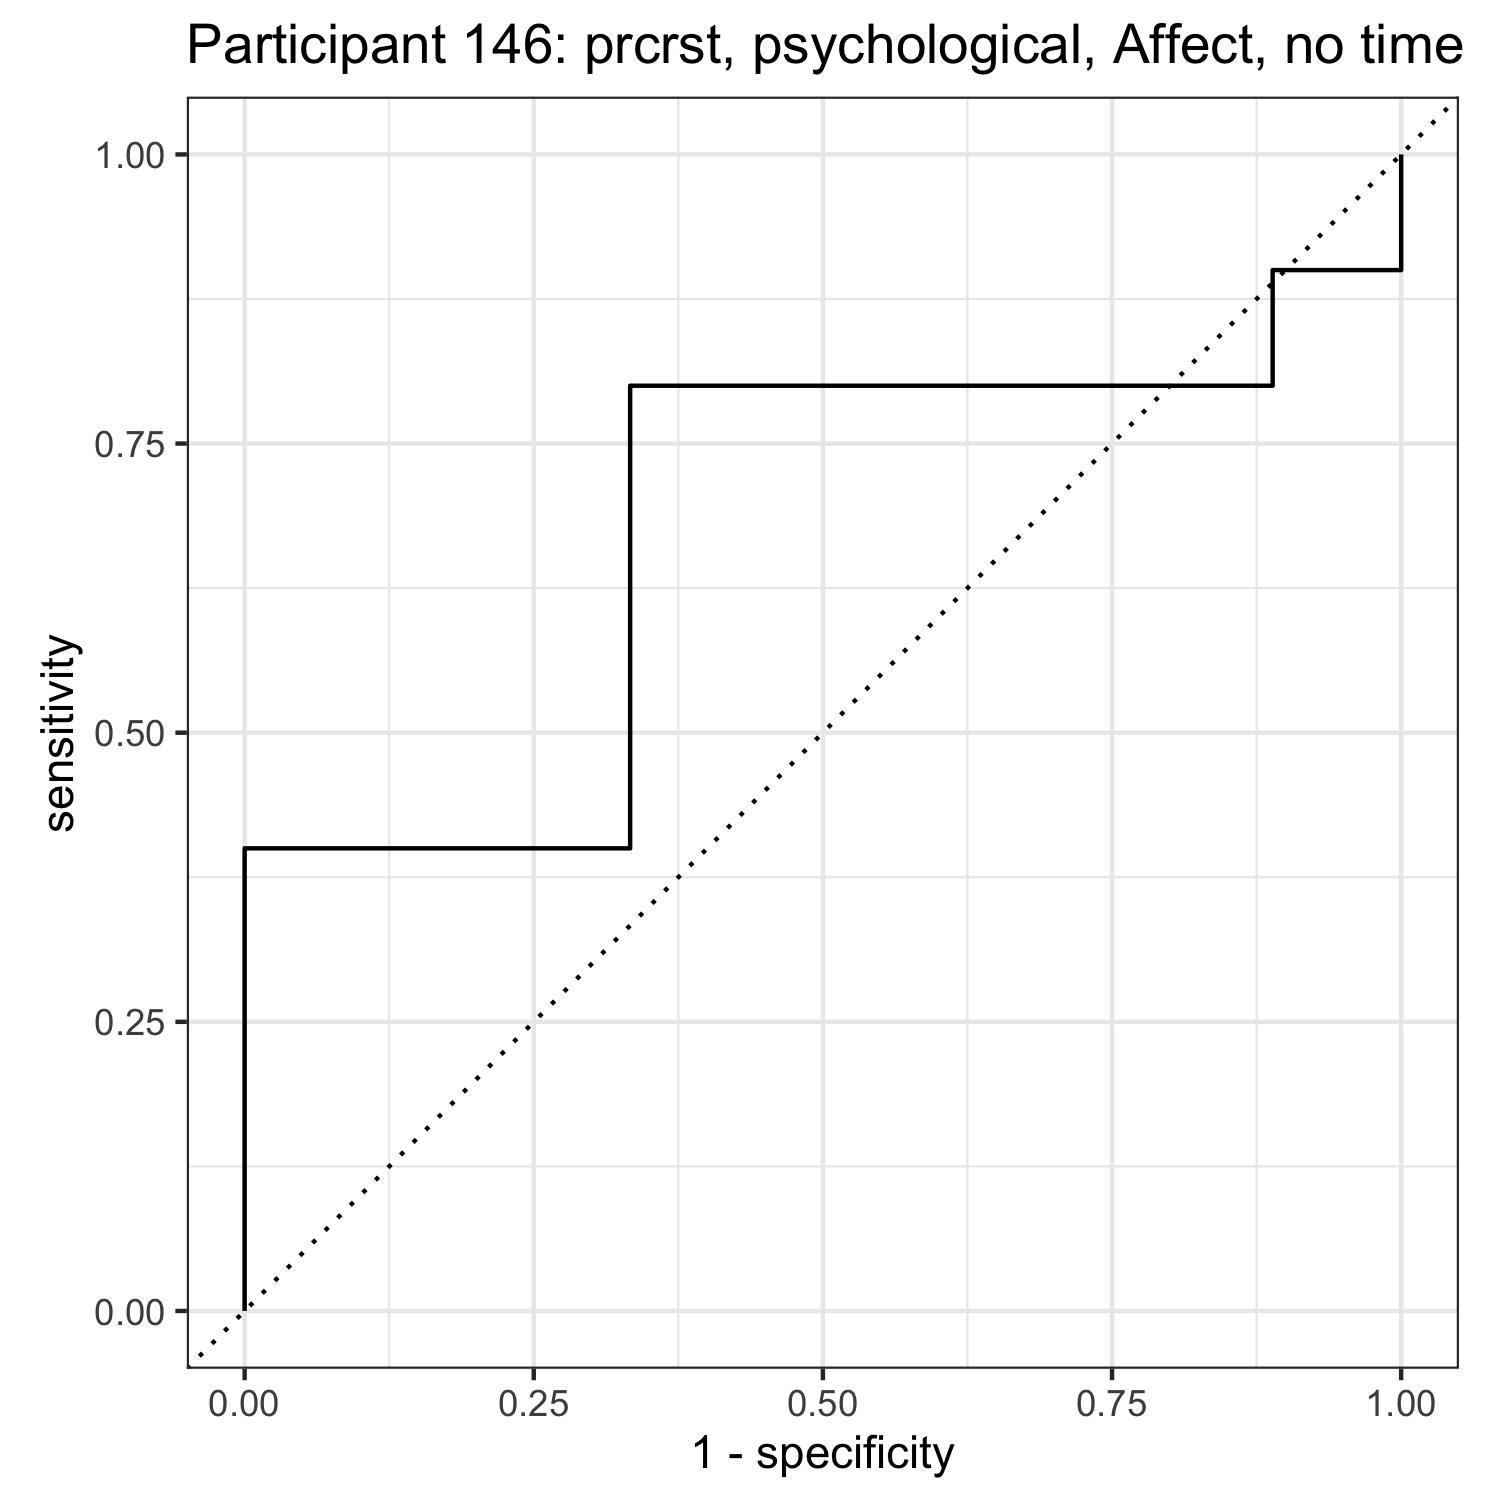 Participant 146: prcrst, psychological, Affect, no time
1.00
0.75
0.50
0.25
0.00
sensitivity
0.00 0.25 0.50 0.75 1.00
1 - specificity